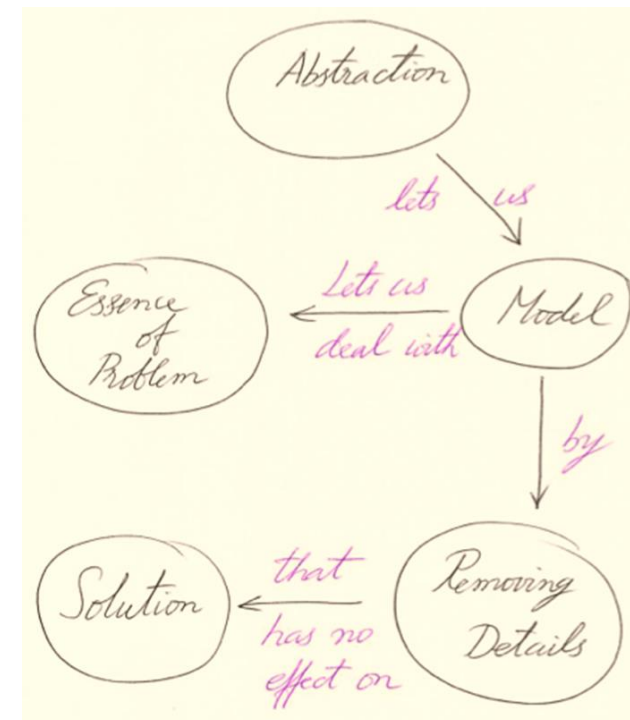 Abstraction
lets us
Model
Lets us
deal with
Essence
of
Problem
by
Removing
Details
that
has no
effect on
Solution